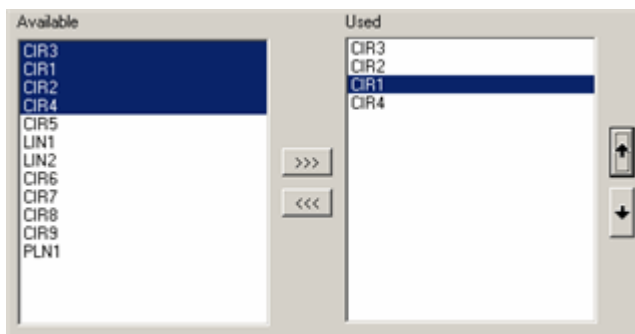 Available
CIR3
CIR1
CIR2
CIR4
CIR5
LIN1
LIN2
CIR6
CIR7
CIR8
CIR9
PLN1
>>>
<<<
Used
CIR3
CIR2
CIR1
CIR4